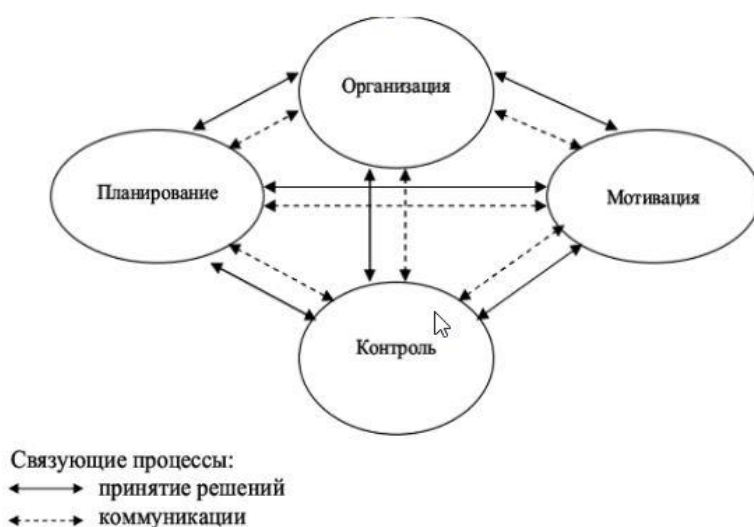 Организация
Планирование
Мотивация
Контроль
Связующие процессы:
принятие решений
коммуникации